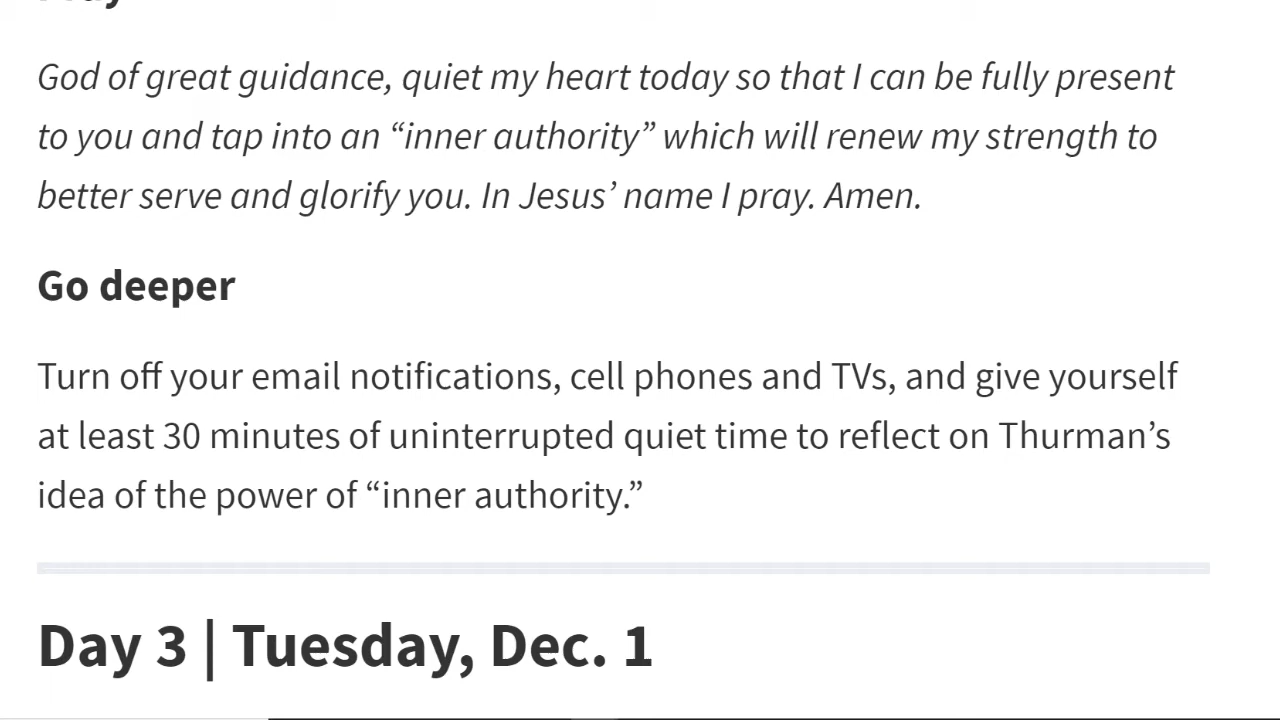 God of great guidance, quiet my heart today so that I can be fully present
to you and tap into an “inner authority” which will renew my strength to
better serve and glorify you. In Jesus’ name I pray. Amen.
Go deeper
Turn off your email notifications, cell phones and TVs, and give yourself
at least 30 minutes of uninterrupted quiet time to reflect on Thurman’s
idea of the power of “inner authority.”
Day 3 | Tuesday, Dec. 1